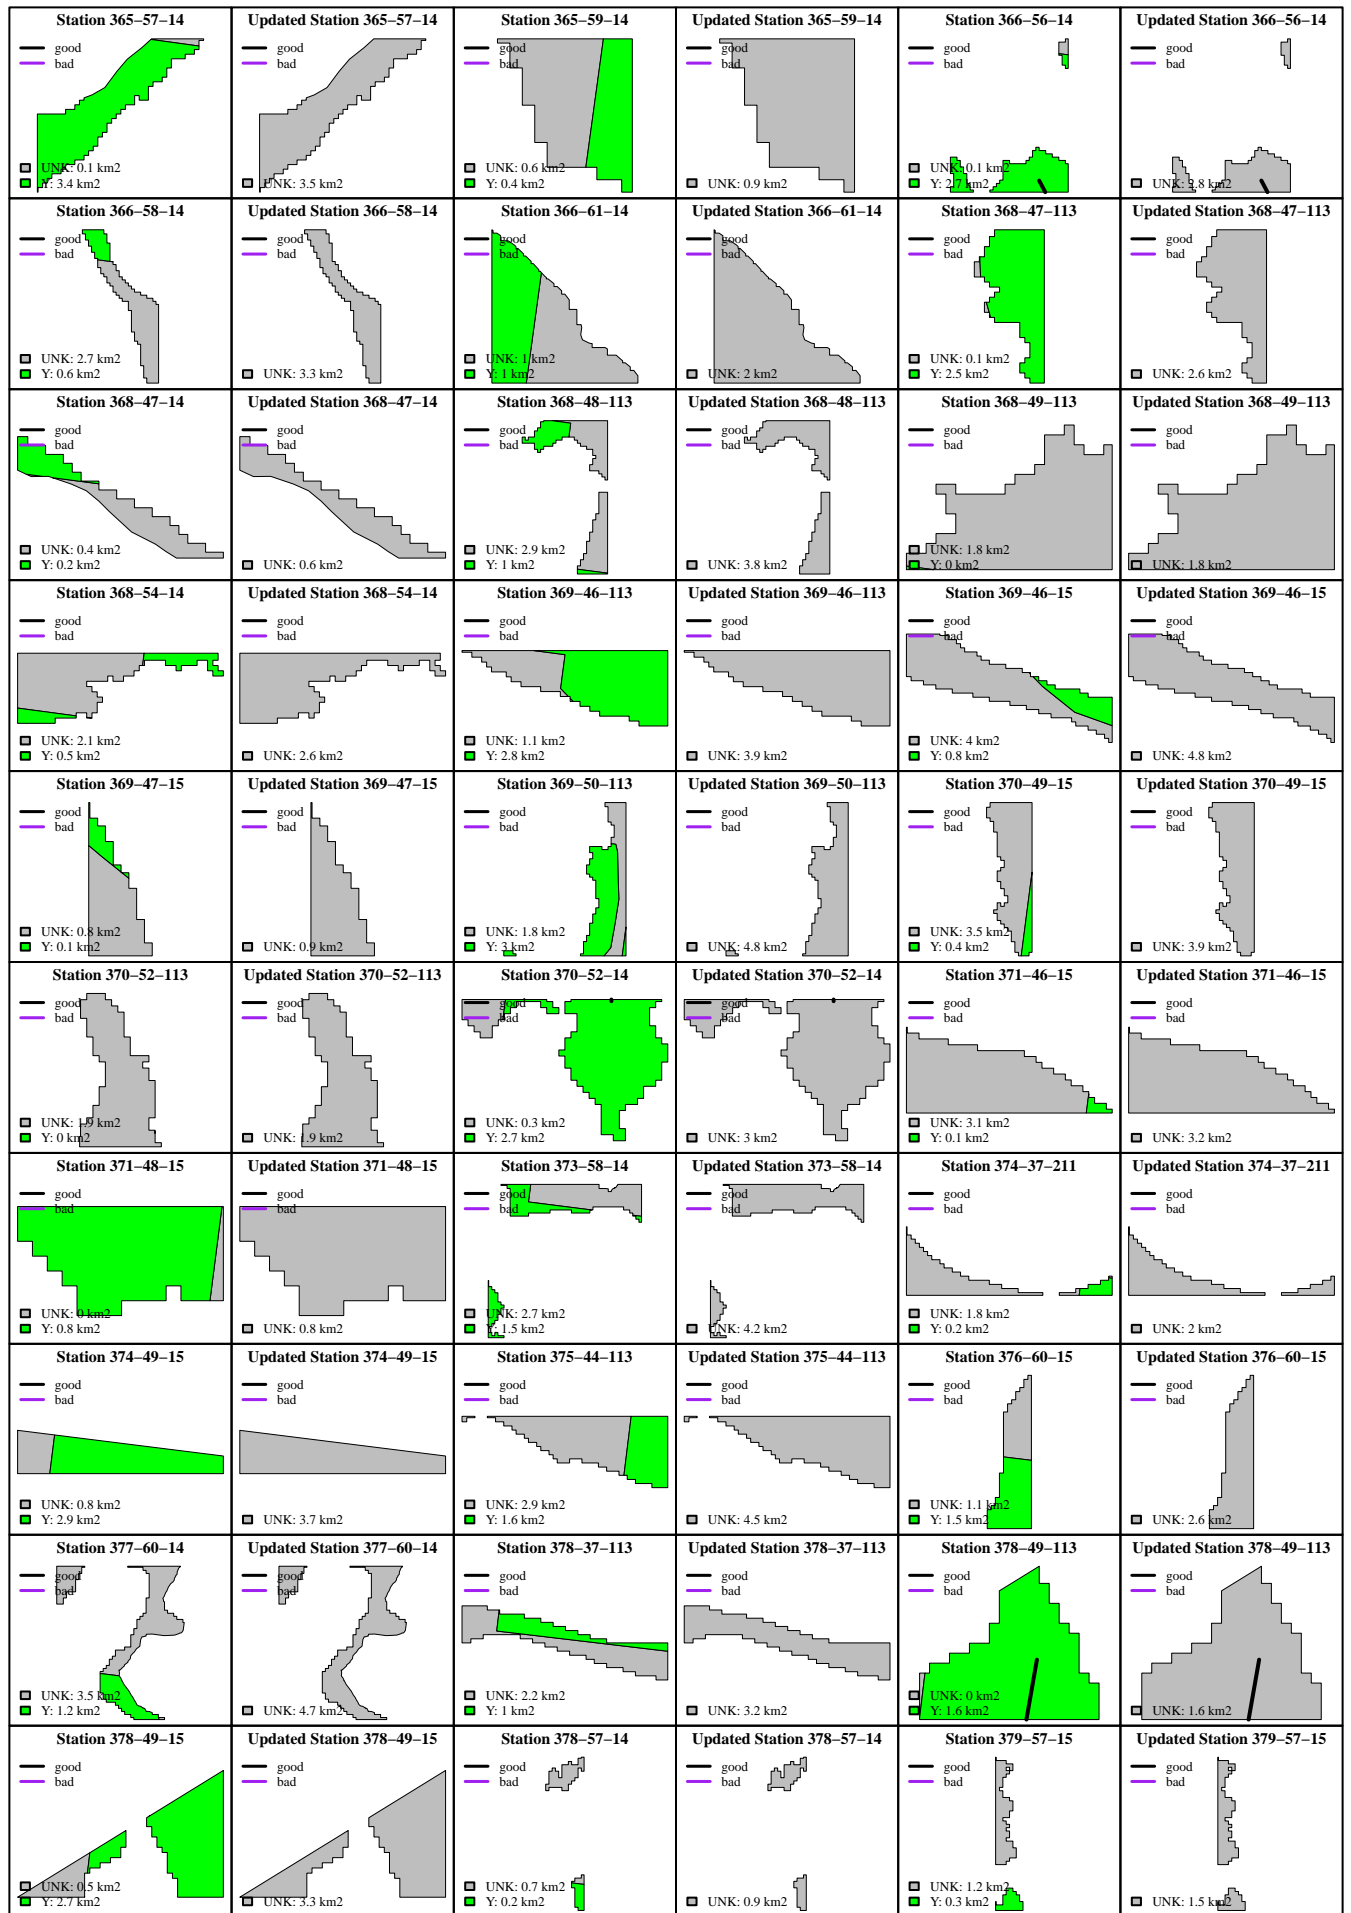 Station 365−57−14
good
bad
UNK: 0.1 km2
Y: 3.4 km2
Updated Station 365−57−14
good
bad
UNK: 3.5 km2
Station 365−59−14
good
bad
UNK: 0.6 km2
Y: 0.4 km2
Updated Station 365−59−14
good
bad
UNK: 0.9 km2
Station 366−56−14
good
bad
UNK: 0.1 km2
Y: 2.7 km2
Updated Station 366−56−14
good
bad
UNK: 2.8 km2
Station 366−58−14
good
bad
UNK: 2.7 km2
Y: 0.6 km2
Updated Station 366−58−14
good
bad
UNK: 3.3 km2
Station 366−61−14
good
bad
UNK: 1 km2
Y: 1 km2
Updated Station 366−61−14
good
bad
UNK: 2 km2
Station 368−47−113
good
bad
UNK: 0.1 km2
Y: 2.5 km2
Updated Station 368−47−113
good
bad
UNK: 2.6 km2
Station 368−47−14
good
bad
UNK: 0.4 km2
Y: 0.2 km2
Updated Station 368−47−14
good
bad
UNK: 0.6 km2
Station 368−48−113
good
bad
UNK: 2.9 km2
Y: 1 km2
Updated Station 368−48−113
good
bad
UNK: 3.8 km2
Station 368−49−113
good
bad
UNK: 1.8 km2
Y: 0 km2
Updated Station 368−49−113
good
bad
UNK: 1.8 km2
Station 368−54−14
good
bad
UNK: 2.1 km2
Y: 0.5 km2
Updated Station 368−54−14
good
bad
UNK: 2.6 km2
Station 369−46−113
good
bad
UNK: 1.1 km2
Y: 2.8 km2
Updated Station 369−46−113
good
bad
UNK: 3.9 km2
Station 369−46−15
good
bad
UNK: 4 km2
Y: 0.8 km2
Updated Station 369−46−15
good
bad
UNK: 4.8 km2
Station 369−47−15
good
bad
UNK: 0.8 km2
Y: 0.1 km2
Updated Station 369−47−15
good
bad
UNK: 0.9 km2
Station 369−50−113
good
bad
UNK: 1.8 km2
Y: 3 km2
Updated Station 369−50−113
good
bad
UNK: 4.8 km2
Station 370−49−15
good
bad
UNK: 3.5 km2
Y: 0.4 km2
Updated Station 370−49−15
good
bad
UNK: 3.9 km2
Station 370−52−113
good
bad
UNK: 1.9 km2
Y: 0 km2
Updated Station 370−52−113
good
bad
UNK: 1.9 km2
Station 370−52−14
good
bad
UNK: 0.3 km2
Y: 2.7 km2
Updated Station 370−52−14
good
bad
UNK: 3 km2
Station 371−46−15
good
bad
UNK: 3.1 km2
Y: 0.1 km2
Updated Station 371−46−15
good
bad
UNK: 3.2 km2
Station 371−48−15
good
bad
UNK: 0 km2
Y: 0.8 km2
Updated Station 371−48−15
good
bad
UNK: 0.8 km2
Station 373−58−14
good
bad
UNK: 2.7 km2
Y: 1.5 km2
Updated Station 373−58−14
good
bad
UNK: 4.2 km2
Station 374−37−211
good
bad
UNK: 1.8 km2
Y: 0.2 km2
Updated Station 374−37−211
good
bad
UNK: 2 km2
Station 374−49−15
good
bad
UNK: 0.8 km2
Y: 2.9 km2
Updated Station 374−49−15
good
bad
UNK: 3.7 km2
Station 375−44−113
good
bad
UNK: 2.9 km2
Y: 1.6 km2
Updated Station 375−44−113
good
bad
UNK: 4.5 km2
Station 376−60−15
good
bad
UNK: 1.1 km2
Y: 1.5 km2
Updated Station 376−60−15
good
bad
UNK: 2.6 km2
Station 377−60−14
good
bad
UNK: 3.5 km2
Y: 1.2 km2
Updated Station 377−60−14
good
bad
UNK: 4.7 km2
Station 378−37−113
good
bad
UNK: 2.2 km2
Y: 1 km2
Updated Station 378−37−113
good
bad
UNK: 3.2 km2
Station 378−49−113
good
bad
UNK: 0 km2
Y: 1.6 km2
Updated Station 378−49−113
good
bad
UNK: 1.6 km2
Station 378−49−15
good
bad
UNK: 0.5 km2
Y: 2.7 km2
Updated Station 378−49−15
good
bad
UNK: 3.3 km2
Station 378−57−14
good
bad
UNK: 0.7 km2
Y: 0.2 km2
Updated Station 378−57−14
good
bad
UNK: 0.9 km2
Station 379−57−15
good
bad
UNK: 1.2 km2
Y: 0.3 km2
Updated Station 379−57−15
good
bad
UNK: 1.5 km2